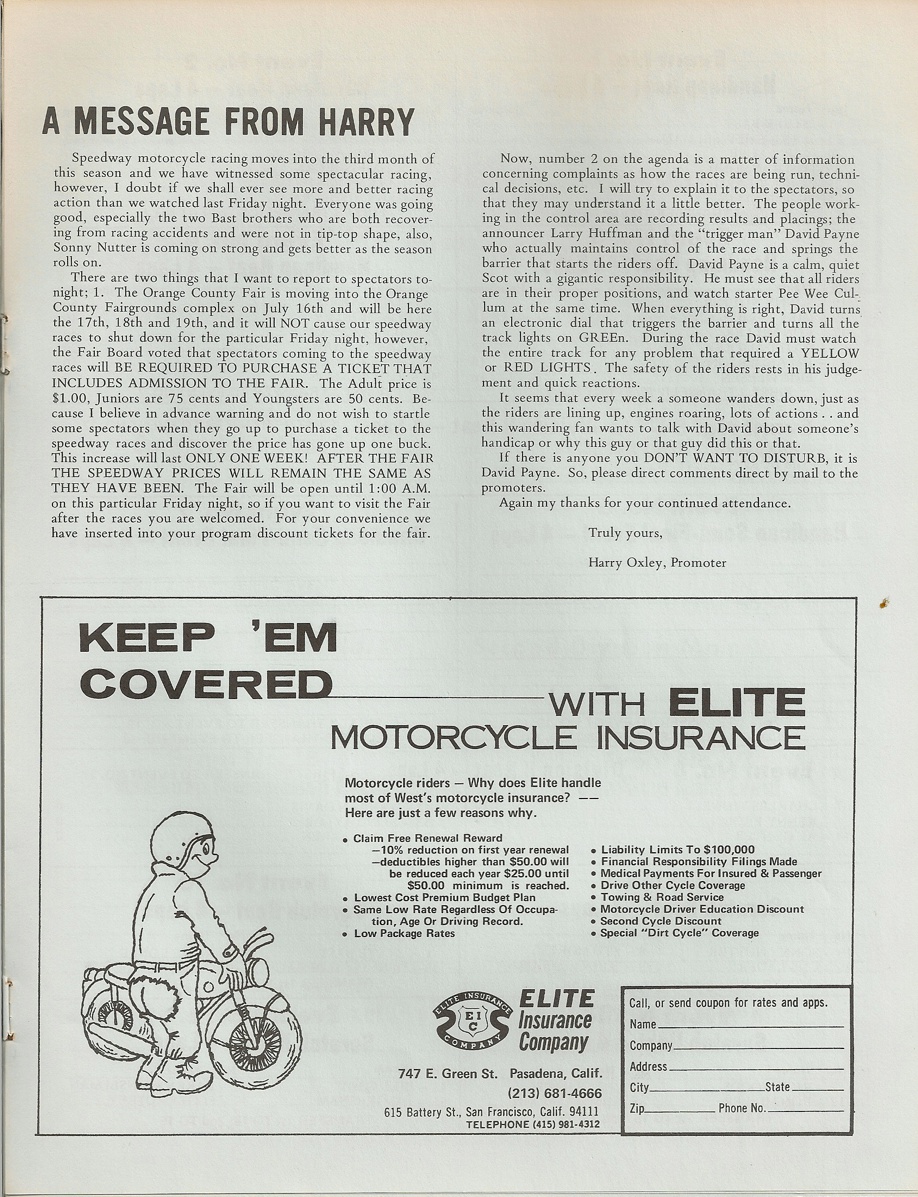 A MESSAGE FROM HARRY
Speedway motorcycle racing moves into the third month of
this season and we have witnessed some spectacular racing,
however, I doubt if we shall ever see more and better racing
action than we watched last Friday night. Everyone was going
good, especially the two Bast brothers who are both recover-
ing from racing accidents and were not in tip-top shape, also,
Sonny Nutter is coming on strong and gets better as the season
rolls on.
There are two things that I want to report to spectators to-
night; 1. The Orange County Fair is moving into the Orange
County Fairgrounds complex on July 16th and will be here
the 17th, 18th and 19th, and it will NOT cause our speedway
races to shut down for the particular Friday night, however,
the Fair Board voted that spectators coming to the speedway
races will BE REQUIRED TO PURCHASE A TICKET THAT
INCLUDES ADMISSION TO THE FAIR. The Adult price is
$1.00, Juniors are 75 cents and Youngsters are 50 cents. Be-
cause I believe in advance warning and do not wish to startle
some spectators when they go up to purchase a ticket to the
speedway races and discover the price has gone up one buck.
This increase will last ONLY ONE WEEK! AFTER THE FAIR
THE SPEEDWAY PRICES WILL REMAIN THE SAME AS
THEY HAVE BEEN. The Fair will be open until 1:00 A.M.
on this particular Friday night, so if you want to visit the Fair
after the races you are welcomed. For your convenience we
have inserted into your program discount tickets for the fair.
Now, number 2 on the agenda is a matter of information
concerning complaints as how the races are being run, techni-
cal decisions, etc. I will try to explain it to the spectators, so
that they may understand it a little better. The people work-
ing in the control area are recording results and placings; the
announcer Larry Huffman and the "trigger man" David Payne
who actually maintains control of the race and springs the
barrier that starts the riders off. David Payne is a calm, quiet
Scot with a gigantic responsibility. He must see that all riders
are in their proper positions, and watch starter Pee Wee Cul-
lum at the same time. When everything is right, David turns
an electronic dial that triggers the barrier and turns all the
track lights on GREEn. During the race David must watch
the entire track for any problem that required a YELLOW
or RED LIGHTS. The safety of the riders rests in his judge-
ment and quick reactions.
It seems that every week a someone wanders down, just as
the riders are lining up, engines roaring, lots of actions . . and
this wandering fan wants to talk with David about someone's
handicap or why this guy or that guy did this or that.
If there is anyone you DON'T WANT TO DISTURB, it is
David Payne. So, please direct comments direct by mail to the
promoters.
Again my thanks for your continued attendance.
Truly yours,
Harry Oxley, Promoter
KEEP 'EM
COVERED
WITH ELITE
MOTORCYCLE INSURANCE
Motorcycle riders — Why does Elite handle
most of West's motorcycle insurance? ——
Here are just a few reasons why.
• Claim Free Renewal Reward
—10% reduction on first year renewal
—deductibles higher than $50.00 will
be reduced each year $25.00 until
$50.00 minimum is reached.
• Lowest Cost Premium Budget Plan
• Same Low Rate Regardless Of Occupa-
tion, Age Or Driving Record.
• Low Package Rates
• Liability Limits To $100,000
• Financial Responsibility Filings Made
• Medical Payments For Insured & Passenger
• Drive Other Cycle Coverage
• Towing & Road Service
• Motorcycle Driver Education Discount
• Second Cycle Discount
• Special "Dirt Cycle" Coverage
ELITE INSURANCE
EIC
COMPANY
ELITE
Insurance
Company
747 E. Green St. Pasadena, Calif.
(213) 681-4666
615 Battery St., San Francisco, Calif. 94111
TELEPHONE (415) 981-4312
Call, or send coupon for rates and apps.
Name
Company
Address
City State
Zip Phone No.